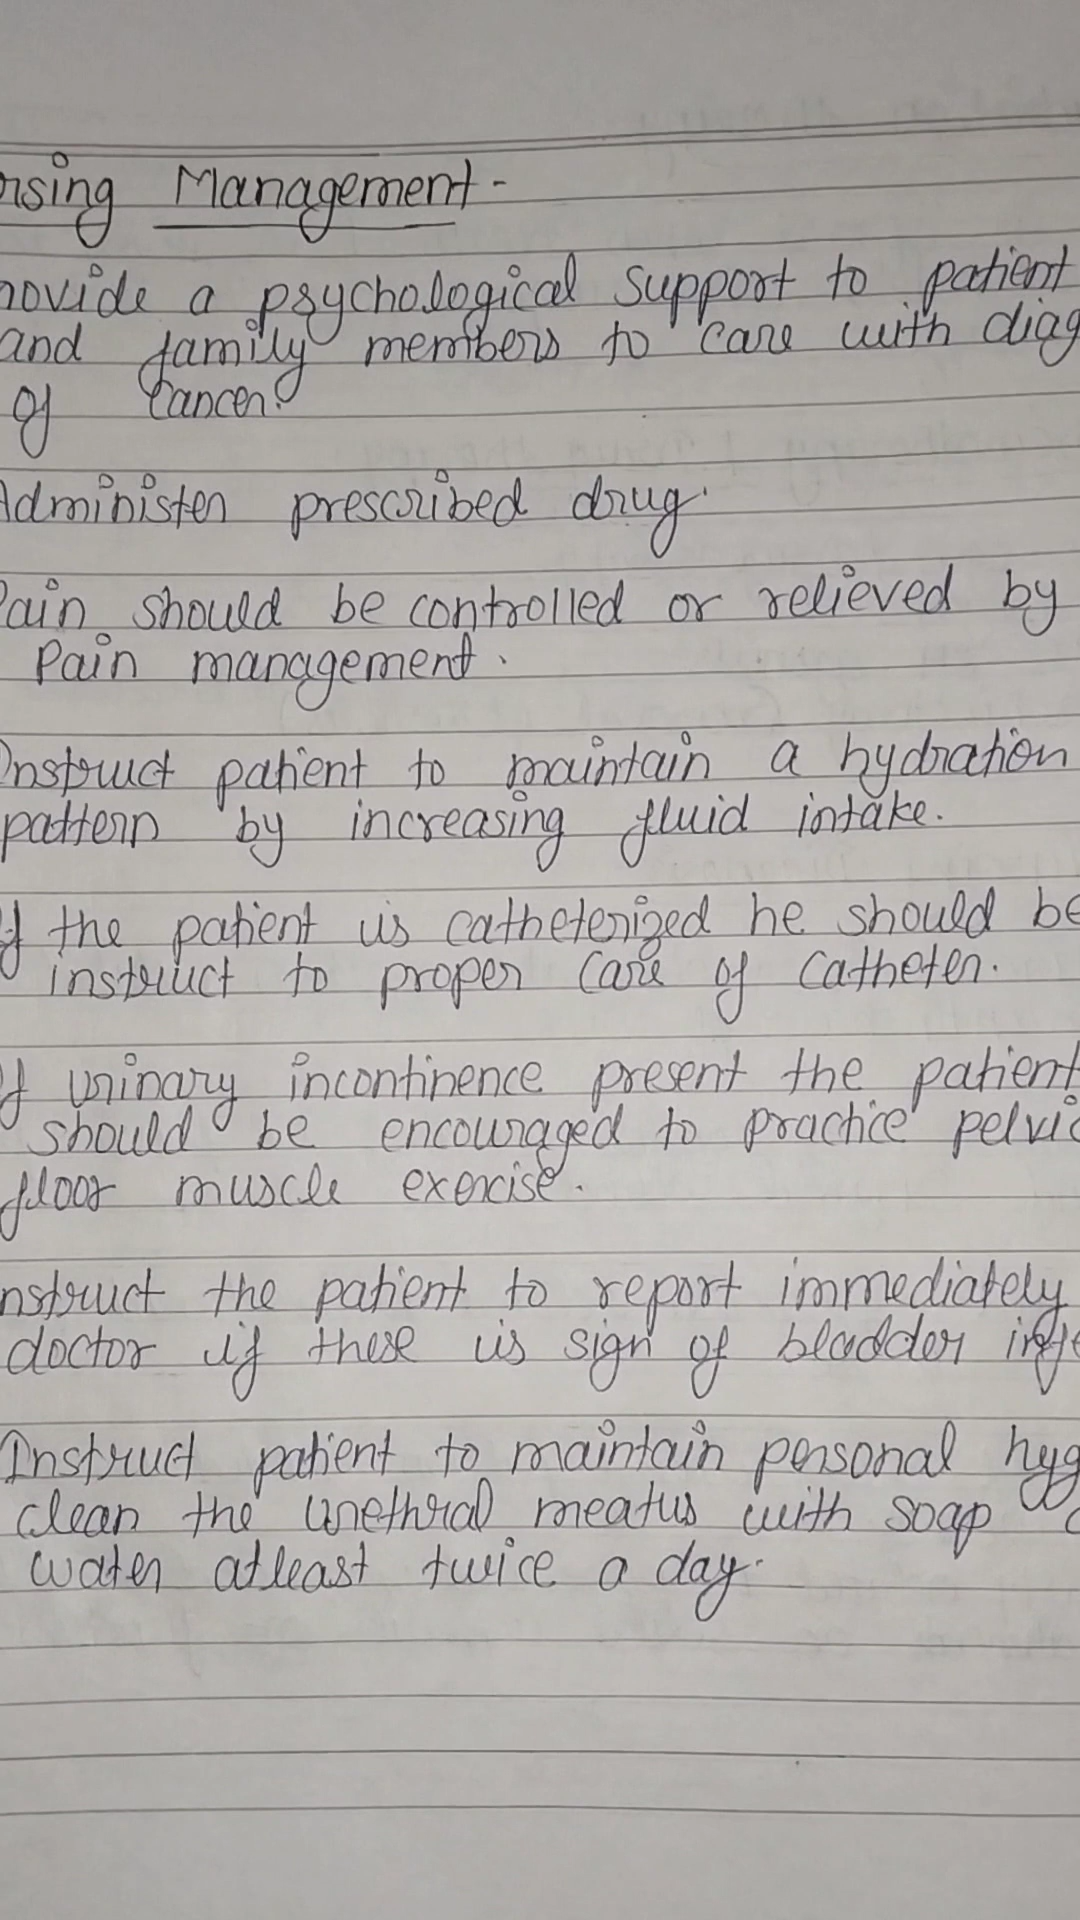 rsing Management -
rovide a psychological support to patient
and family members to care with diag
of Cancer.
Administer prescribed drug.
Pain should be controlled or relieved by
Pain management.
Instruct patient to maintain a hydration
pattern by increasing fluid intake.
If the patient is catheterized he should be
instruct to proper care of catheter.
If urinary incontinence present the patient
should be encouraged to practice pelvic
floor muscle exercise.
nstruct the patient to report immediately
doctor if these is sign of bladder infe
Instruct patient to maintain personal hyg
clean the urethral meatus with soap
water atleast twice a day.